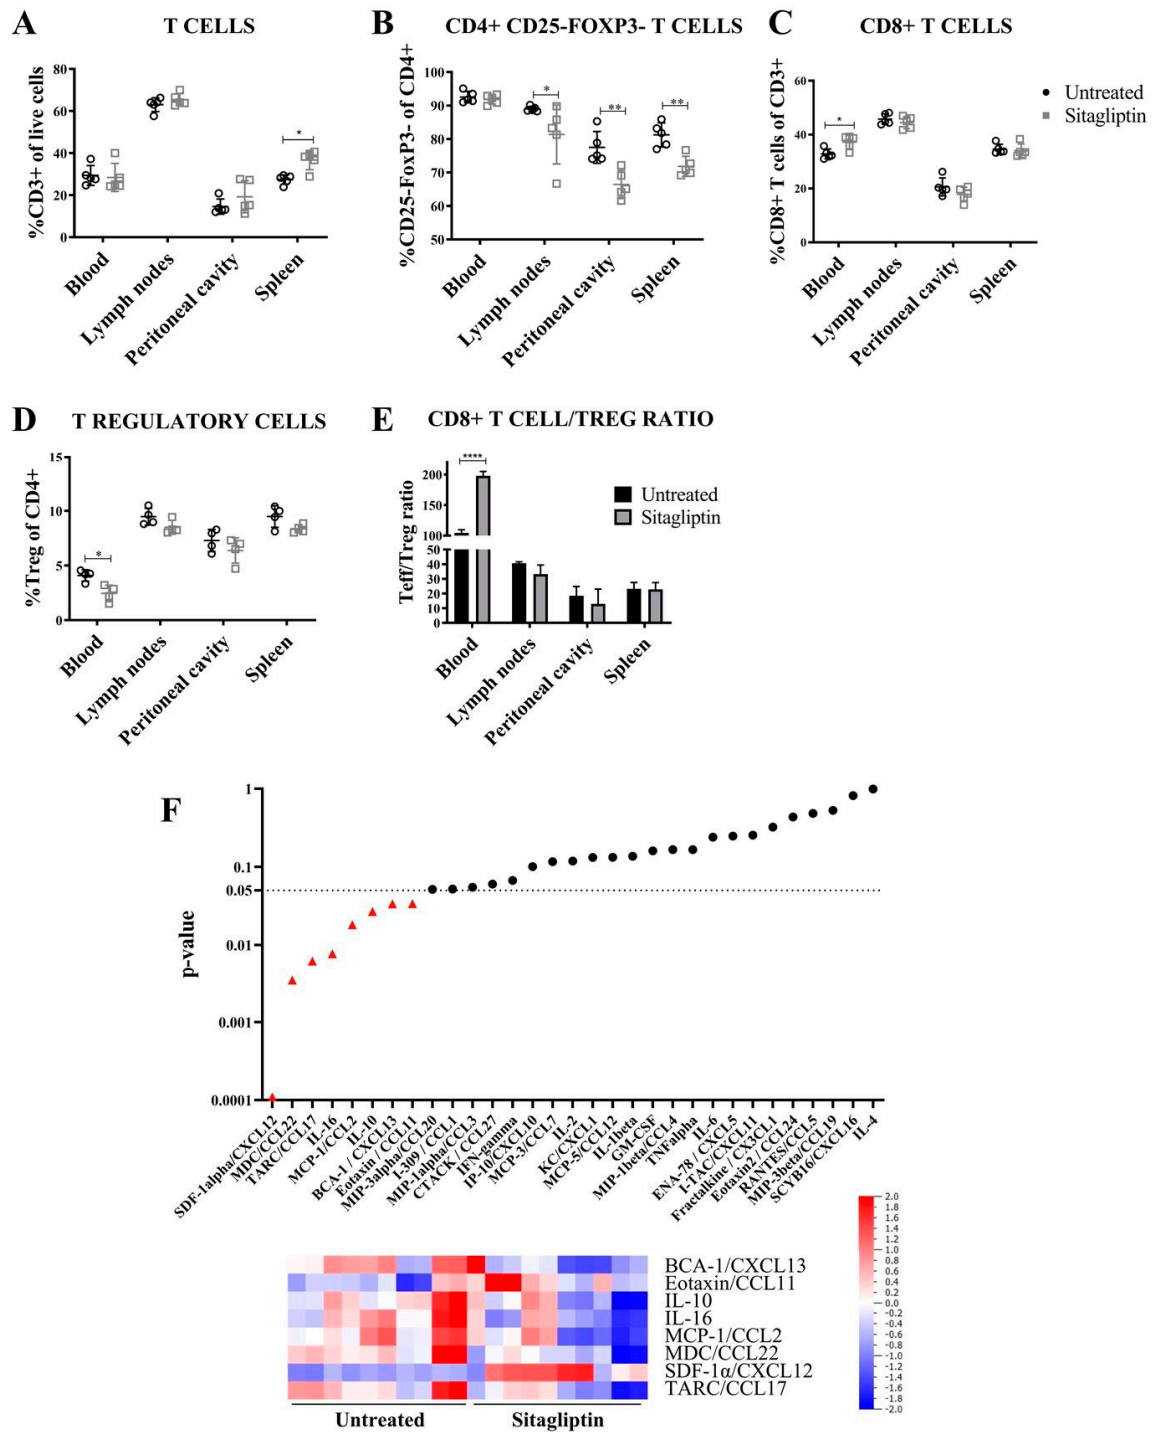 A
T CELLS
%CD3+ of live cells
80
60
40
20
0
*
Blood
Lymph nodes
Peritoneal cavity
Spleen
B
CD4+ CD25-FOXP3- T CELLS
%CD25-FoxP3- of CD4+
100
90
80
70
60
50
*
**
**
Blood
Lymph nodes
Peritoneal cavity
Spleen
C
CD8+ T CELLS
%CD8+ T cells of CD3+
60
40
20
0
*
Blood
Lymph nodes
Peritoneal cavity
Spleen
Untreated
Sitagliptin
D
T REGULATORY CELLS
%Treg of CD4+
15
10
5
0
*
Blood
Lymph nodes
Peritoneal cavity
Spleen
E
CD8+ T CELL/TREG RATIO
Teff/Treg ratio
200
150
100
50
40
30
20
10
0
****
Blood
Lymph nodes
Peritoneal cavity
Spleen
Untreated
Sitagliptin
F
p-value
1
0.1
0.05
0.01
0.001
0.0001
SDF-1alpha/CXCL12
MDC/CCL22
TARC/CCL17
IL-16
MCP-1/CCL2
IL-10
BCA-1 / CXCL13
Eotaxin / CCL11
MIP-3alpha/CCL20
I-309 / CCL1
MIP-1alpha/CCL3
CTACK / CCL27
IFN-gamma
IP-10/CXCL10
MCP-3/CCL7
IL-2
KC/CXCL1
MCP-5/CCL12
IL-1beta
GM-CSF
MIP-1beta/CCL4
TNFalpha
IL-6
ENA-78 / CXCL5
I-TAC/CXCL11
Fractalkine / CX3CL1
Eotaxin2 / CCL24
RANTES/CCL5
MIP-3beta/CCL19
SCYB16/CXCL16
IL-4
BCA-1/CXCL13
Eotaxin/CCL11
IL-10
IL-16
MCP-1/CCL2
MDC/CCL22
SDF-1α/CXCL12
TARC/CCL17
Untreated
Sitagliptin
2.0
1.8
1.6
1.4
1.2
1.0
0.8
0.6
0.4
0.2
0.0
-0.2
-0.4
-0.6
-0.8
-1.0
-1.2
-1.4
-1.6
-1.8
-2.0